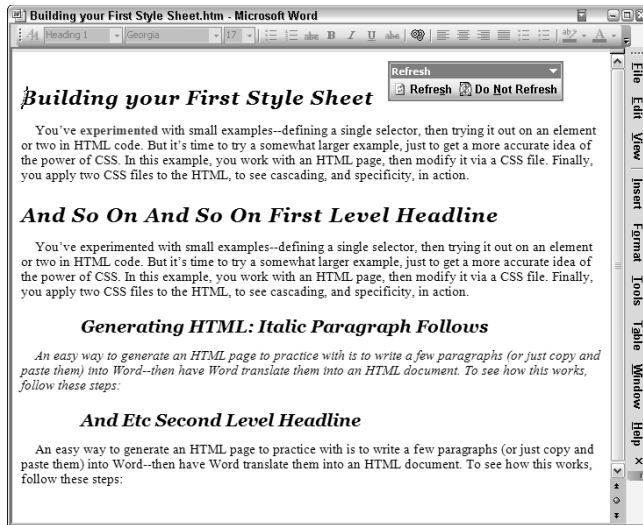 Building your First Style Sheet.htm - Microsoft Word
Heading 1 Georgia 17 abc B I U abc ab A
Refresh
Refresh Do Not Refresh
Building your First Style Sheet
You've experimented with small examples--defining a single selector, then trying it out on an element
or two in HTML code. But it's time to try a somewhat larger example, just to get a more accurate idea of
the power of CSS. In this example, you work with an HTML page, then modify it via a CSS file. Finally,
you apply two CSS files to the HTML, to see cascading, and specificity, in action.
And So On And So On First Level Headline
You've experimented with small examples--defining a single selector, then trying it out on an element
or two in HTML code. But it's time to try a somewhat larger example, just to get a more accurate idea of
the power of CSS. In this example, you work with an HTML page, then modify it via a CSS file. Finally,
you apply two CSS files to the HTML, to see cascading, and specificity, in action.
Generating HTML: Italic Paragraph Follows
An easy way to generate an HTML page to practice with is to write a few paragraphs (or just copy and
paste them) into Word--then have Word translate them into an HTML document. To see how this works,
follow these steps:
And Etc Second Level Headline
An easy way to generate an HTML page to practice with is to write a few paragraphs (or just copy and
paste them) into Word--then have Word translate them into an HTML document. To see how this works,
follow these steps:
File Edit View Insert Format Tools Table Window Help